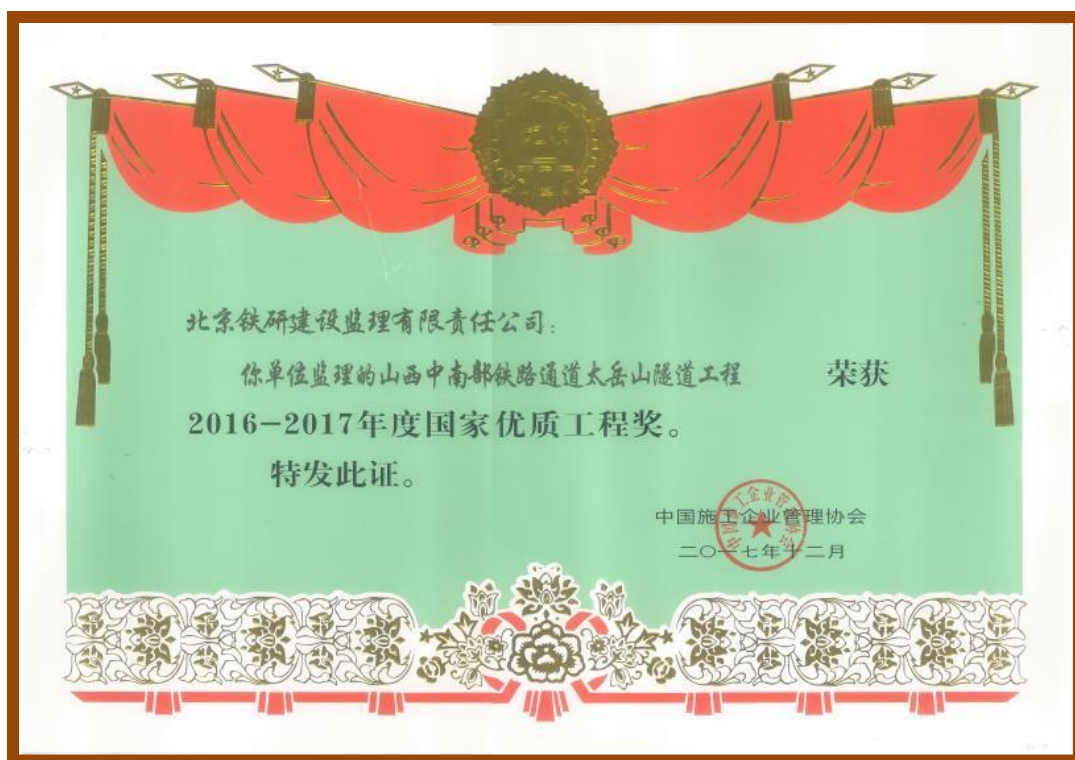 北京铁研建设监理有限责任公司：
你单位监理的山西中南部铁路通道太岳山隧道工程 荣获
2016-2017年度国家优质工程奖。
特发此证。
中国施工企业管理协会
二〇一七年十二月